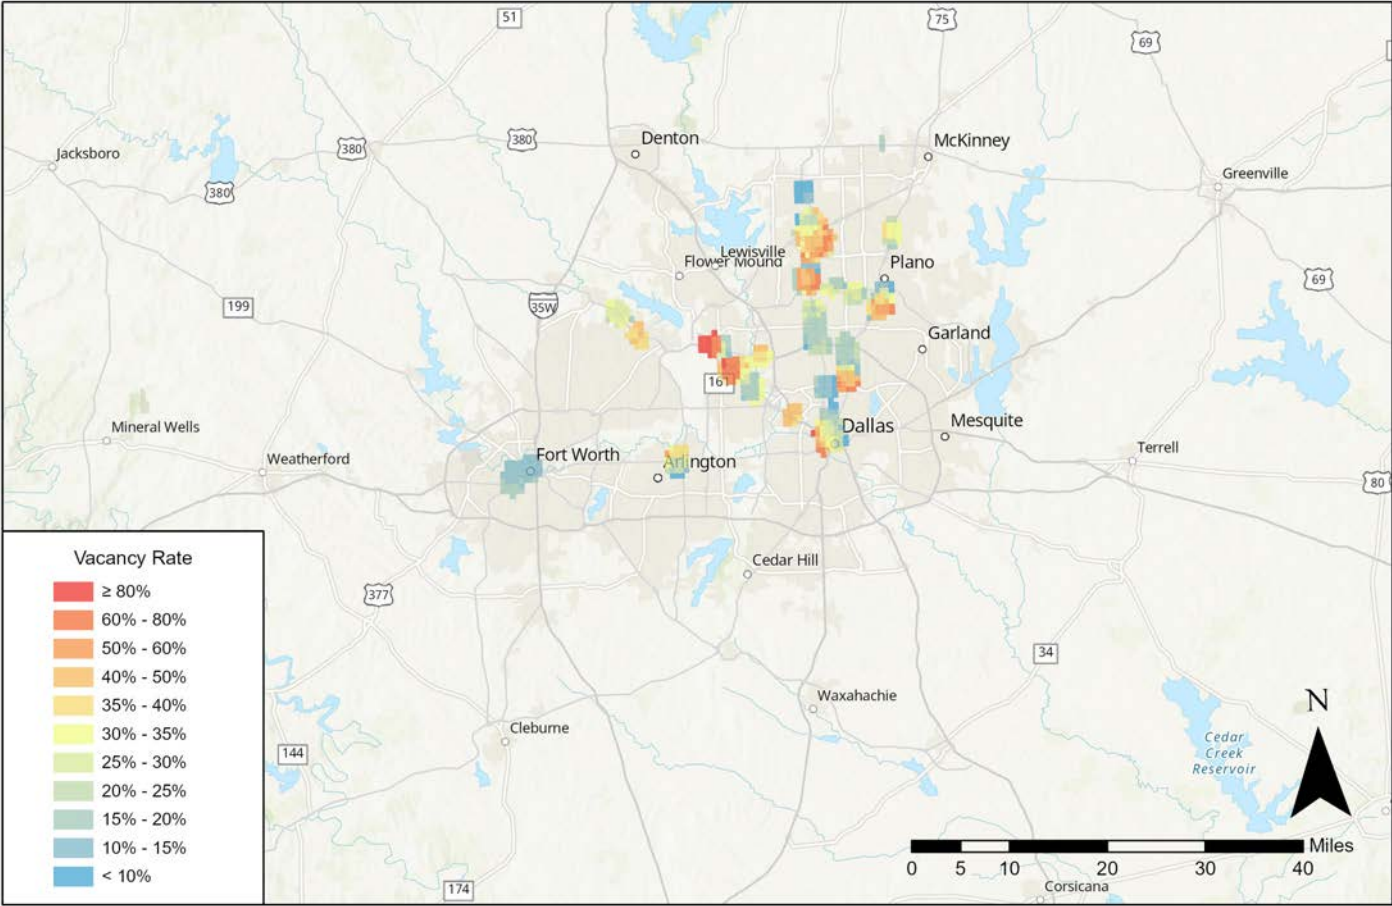 51
75
69
Denton
McKinney
380
380
Jacksboro
380
Greenville
Lewisville
Flower Mound
Plano
69
199
35W
Garland
161
Mineral Wells
Dallas
Mesquite
Weatherford
Fort Worth
Arlington
Terrell
80
Cedar Hill
377
34
Waxahachie
Cleburne
144
Cedar
Creek
Reservoir
174
Corsicana
Vacancy Rate
≥ 80%
60% - 80%
50% - 60%
40% - 50%
35% - 40%
30% - 35%
25% - 30%
20% - 25%
15% - 20%
10% - 15%
< 10%
N
Miles
0 5 10 20 30 40